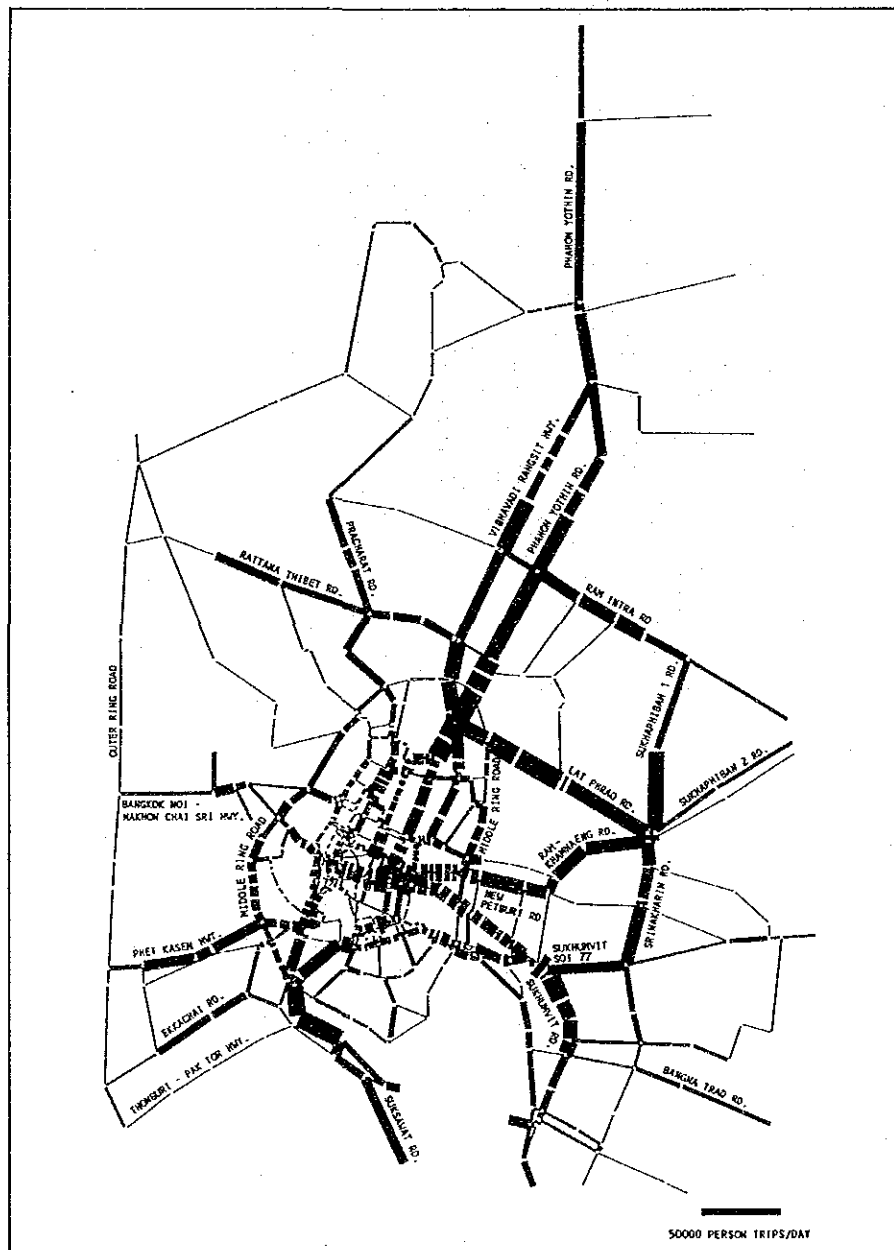 PHAHON YOTHIN RD.
VIBHAVADI RANGSIT HWY.
PHAHON YOTHIN RD.
PRACHARAT RD.
RATTANA THIBET RD.
RAM INTRA RD
OUTER RING ROAD
SUKHAPHIBAN 1 RD.
SUKHAPHIBAN 2 RD.
LAT PHRAO RD.
BANGKOK NOI -
NAKHON CHAI SRI HWY.
MIDDLE RING ROAD
MIDDLE RING ROAD
RAM-
KHAMHAENG RD.
NEW
PETBURI RD
SRINAKHARIN RD.
PHET KASEM HWY.
SUKHUMVIT
SOI 77
SUKHUMVIT RD.
EKKACHAI RD.
THONBURI - PAK TOR HWY.
SUKSAWAT RD.
BANGNA TRAD RD.
50000 PERSON TRIPS/DAY